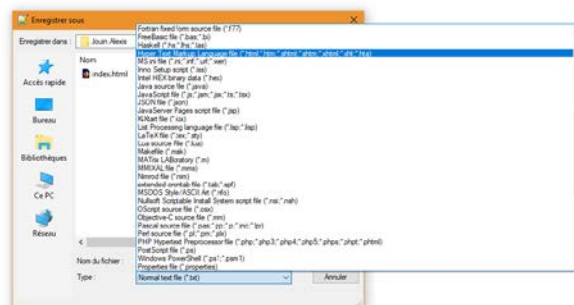 Enregistrer sous
Enregistrer dans :
Jouin Alexis
Nom
index.html
Accès rapide
Bureau
Bibliothèques
Ce PC
Réseau
Nom du fichier :
Type :
Normal text file (*.txt)
Annuler
Fortran fixed form source file (*.f77)
FreeBasic file (*.bas;*.bi)
Haskell (*.hs;*.lhs;*.las)
Hyper Text Markup Language file (*.html;*.htm;*.shtml;*.shtm;*.xhtml;*.xht;*.hta)
MS ini file (*.ini;*.inf;*.url;*.wer)
Inno Setup script (*.iss)
Intel HEX binary data (*.hex)
Java source file (*.java)
JavaScript file (*.js;*.jsm;*.jsx;*.ts;*.tsx)
JSON file (*.json)
JavaServer Pages script file (*.jsp)
KiXtart file (*.kix)
List Processing language file (*.lsp;*.lisp)
LaTeX file (*.tex;*.sty)
Lua source file (*.lua)
Makefile (*.mak)
MATrix LABoratory (*.m)
MMIXAL file (*.mms)
Nimrod file (*.nim)
extended crontab file (*.tab;*.spf)
MSDOS Style/ASCII Art (*.nfo)
Nullsoft Scriptable Install System script file (*.nsi;*.nsh)
OScript source file (*.osx)
Objective-C source file (*.mm)
Pascal source file (*.pas;*.pp;*.p;*.inc;*.lpr)
Perl source file (*.pl;*.pm;*.plx)
PHP Hypertext Preprocessor file (*.php;*.php3;*.php4;*.php5;*.phps;*.phpt;*.phtml)
PostScript file (*.ps)
Windows PowerShell (*.ps1;*.psm1)
Properties file (*.properties)